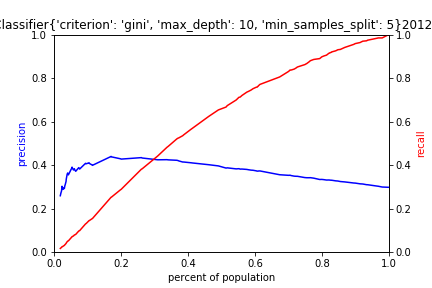 Classifier{'criterion': 'gini', 'max_depth': 10, 'min_samples_split': 5}2012
1.0
0.8
0.6
0.4
0.2
0.0
precision
1.0
0.8
0.6
0.4
0.2
0.0
recall
0.0 0.2 0.4 0.6 0.8 1.0
percent of population